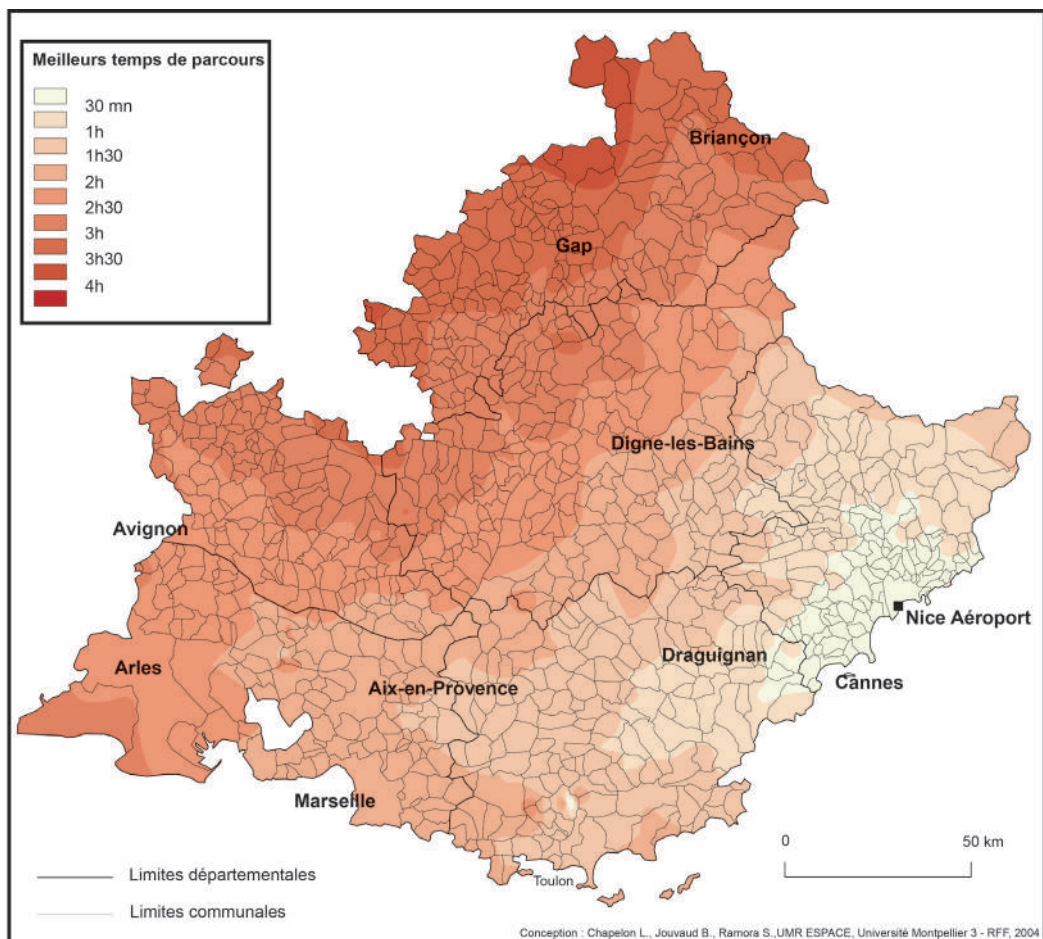 Meilleurs temps de parcours
30 mn
1h
1h30
2h
2h30
3h
3h30
4h
Briançon
Gap
Digne-les-Bains
Avignon
Nice Aéroport
Draguignan
Arles
Cannes
Aix-en-Provence
Marseille
0 50 km
Limites départementales
Toulon
Limites communales
Conception : Chapelon L., Jouvaud B., Ramora S.,UMR ESPACE, Université Montpellier 3 - RFF, 2004